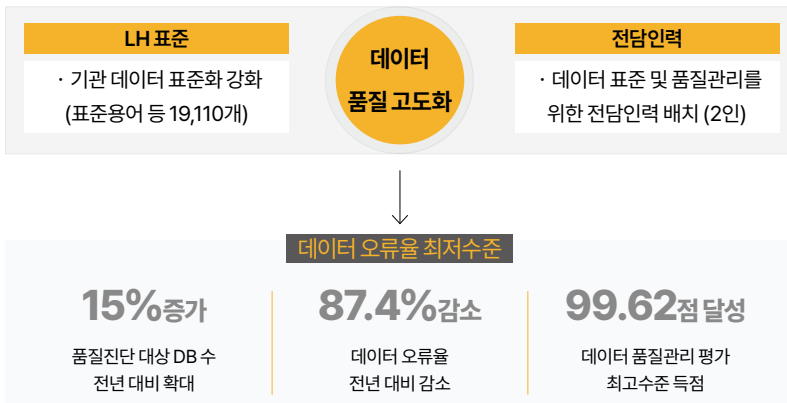 LH 표준
· 기관 데이터 표준화 강화
(표준용어 등 19,110개)
데이터
품질 고도화
전담인력
· 데이터 표준 및 품질관리를
위한 전담인력 배치 (2인)
데이터 오류율 최저수준
15%증가
품질진단 대상 DB 수
전년 대비 확대
87.4%감소
데이터 오류율
전년 대비 감소
99.62점 달성
데이터 품질관리 평가
최고수준 득점